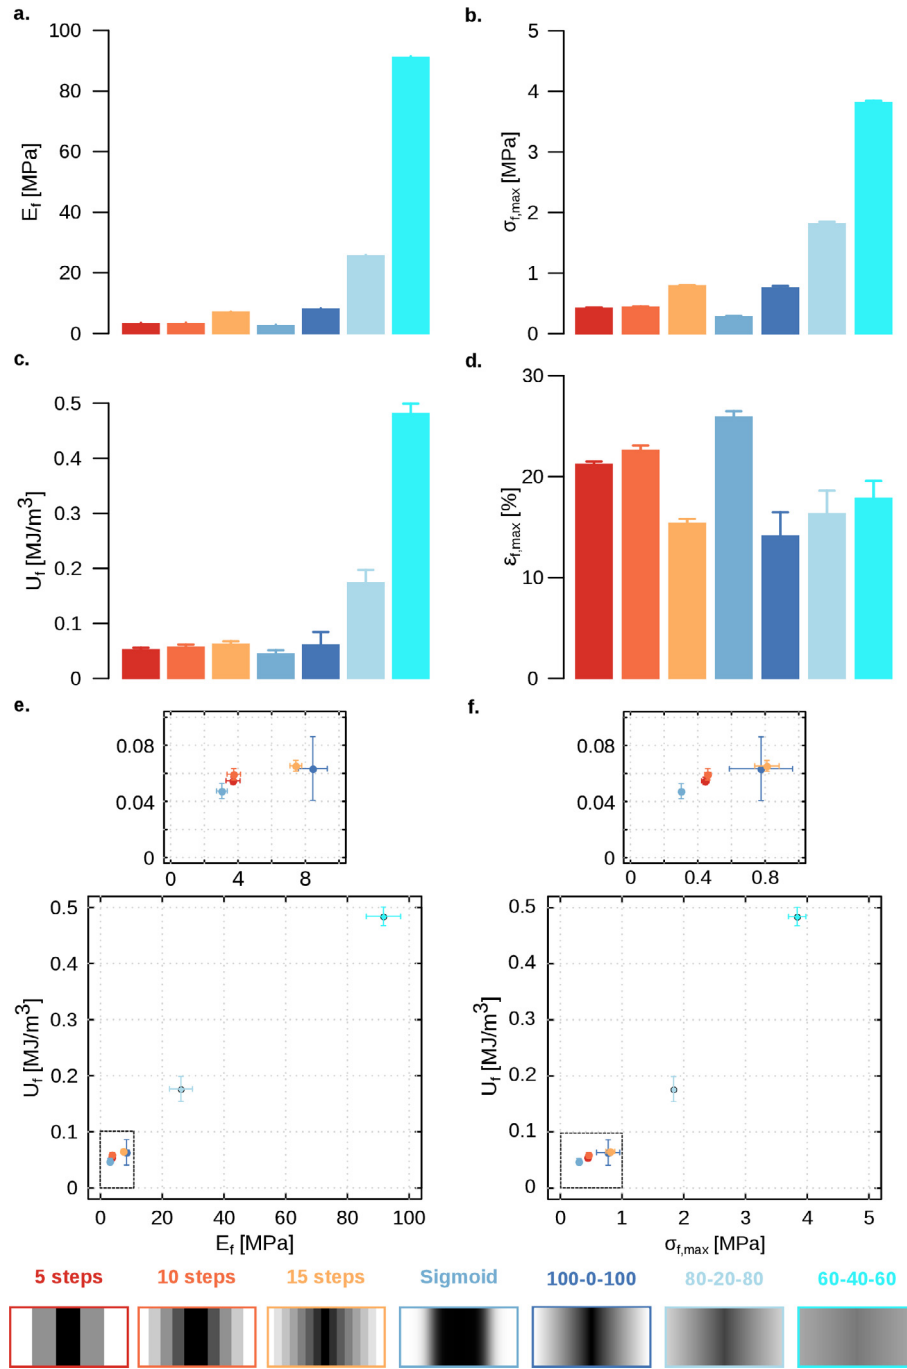 a.
100
80
60
40
20
0
E_f [MPa]
b.
5
4
3
2
1
0
σ_f,max [MPa]
c.
0.5
0.4
0.3
0.2
0.1
0
U_f [MJ/m³]
d.
30
20
10
0
ε_f,max [%]
e.
0.08
0.04
0
0 4 8
0.5
0.4
0.3
0.2
0.1
0
U_f [MJ/m³]
0 20 40 60 80 100
E_f [MPa]
f.
0.08
0.04
0
0 0.4 0.8
0.5
0.4
0.3
0.2
0.1
0
U_f [MJ/m³]
0 1 2 3 4 5
σ_f,max [MPa]
5 steps 10 steps 15 steps Sigmoid 100-0-100 80-20-80 60-40-60